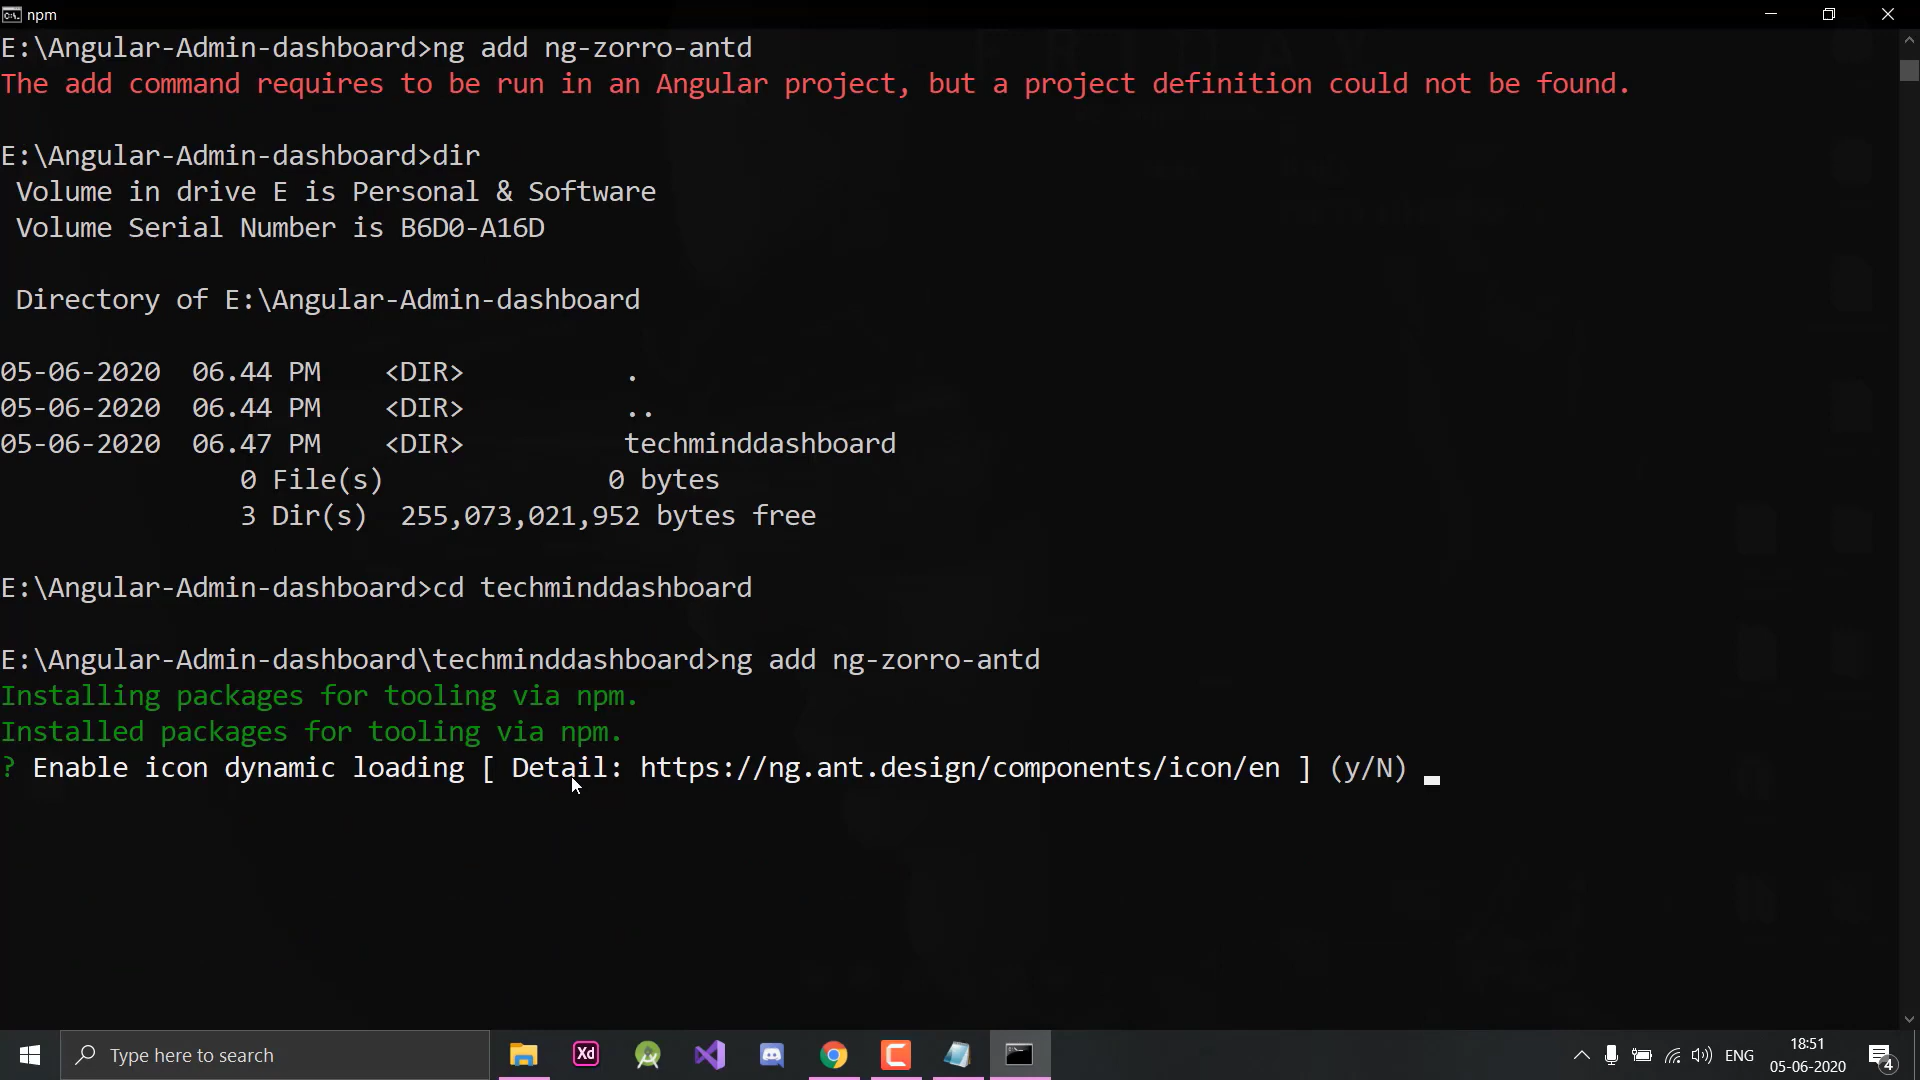 npm
E:\Angular-Admin-dashboard>ng add ng-zorro-antd
The add command requires to be run in an Angular project, but a project definition could not be found.
E:\Angular-Admin-dashboard>dir
Volume in drive E is Personal & Software
Volume Serial Number is B6D0-A16D
Directory of E:\Angular-Admin-dashboard
05-06-2020  06.44 PM    <DIR>          .
05-06-2020  06.44 PM    <DIR>          ..
05-06-2020  06.47 PM    <DIR>          techminddashboard
0 File(s)              0 bytes
3 Dir(s)  255,073,021,952 bytes free
E:\Angular-Admin-dashboard>cd techminddashboard
E:\Angular-Admin-dashboard\techminddashboard>ng add ng-zorro-antd
Installing packages for tooling via npm.
Installed packages for tooling via npm.
? Enable icon dynamic loading [ Detail: https://ng.ant.design/components/icon/en ] (y/N)
Type here to search
Xd
ENG
18:51
05-06-2020
4